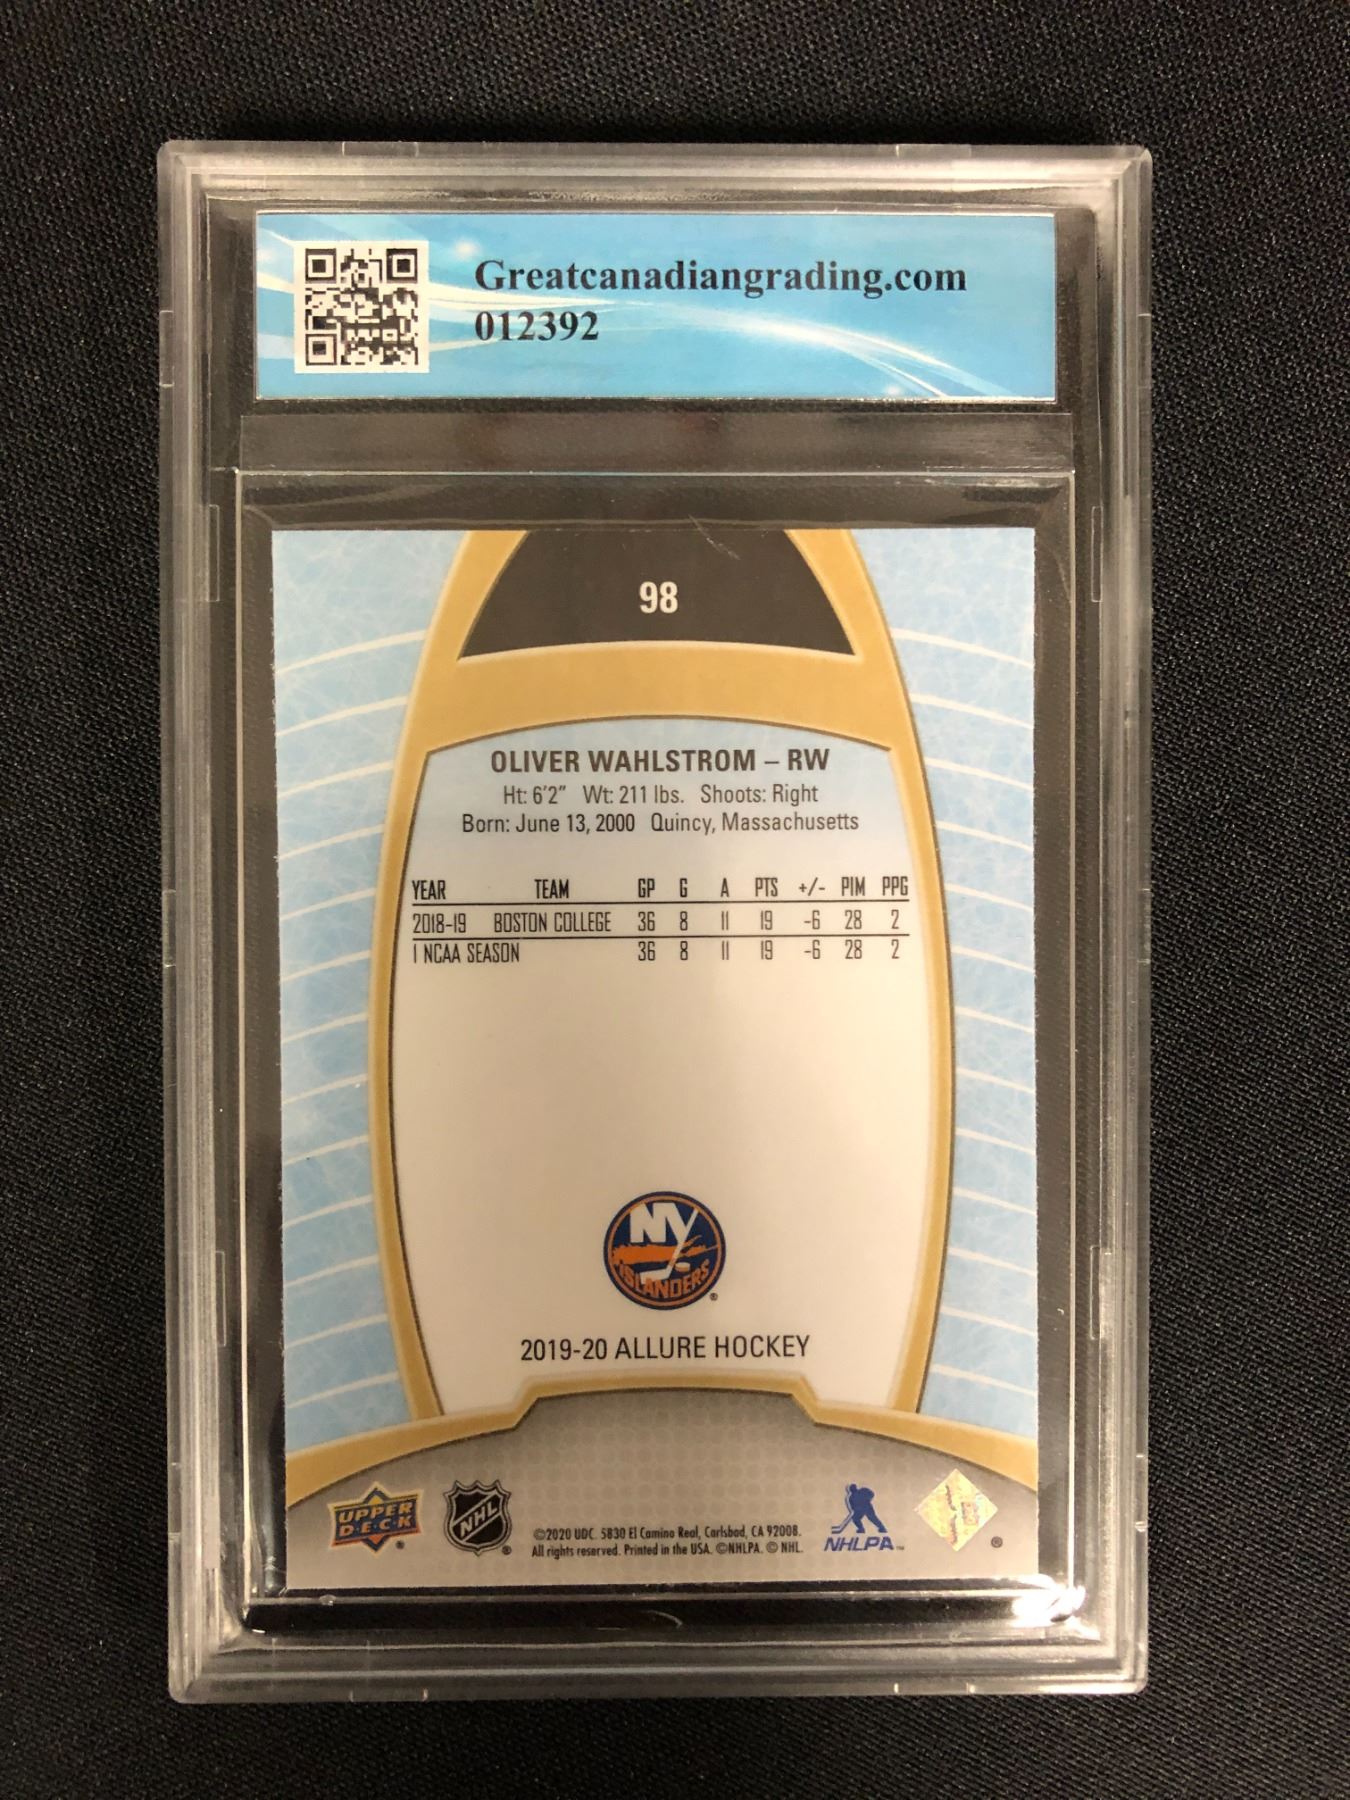 Greatcanadiangrading.com
012392
98
OLIVER WAHLSTROM – RW
Ht: 6'2" Wt: 211 lbs. Shoots: Right
Born: June 13, 2000 Quincy, Massachusetts
YEAR TEAM GP G A PTS +/- PIM PPG
2018-19 BOSTON COLLEGE 36 8 11 19 -6 28 2
1 NCAA SEASON 36 8 11 19 -6 28 2
NY
ISLANDERS
®
2019-20 ALLURE HOCKEY
UPPER
D·E·C·K
®
NHL
®
©2020 UDC. 5830 El Camino Real, Carlsbad, CA 92008.
All rights reserved. Printed in the USA. ©NHLPA. © NHL.
NHLPA™
®